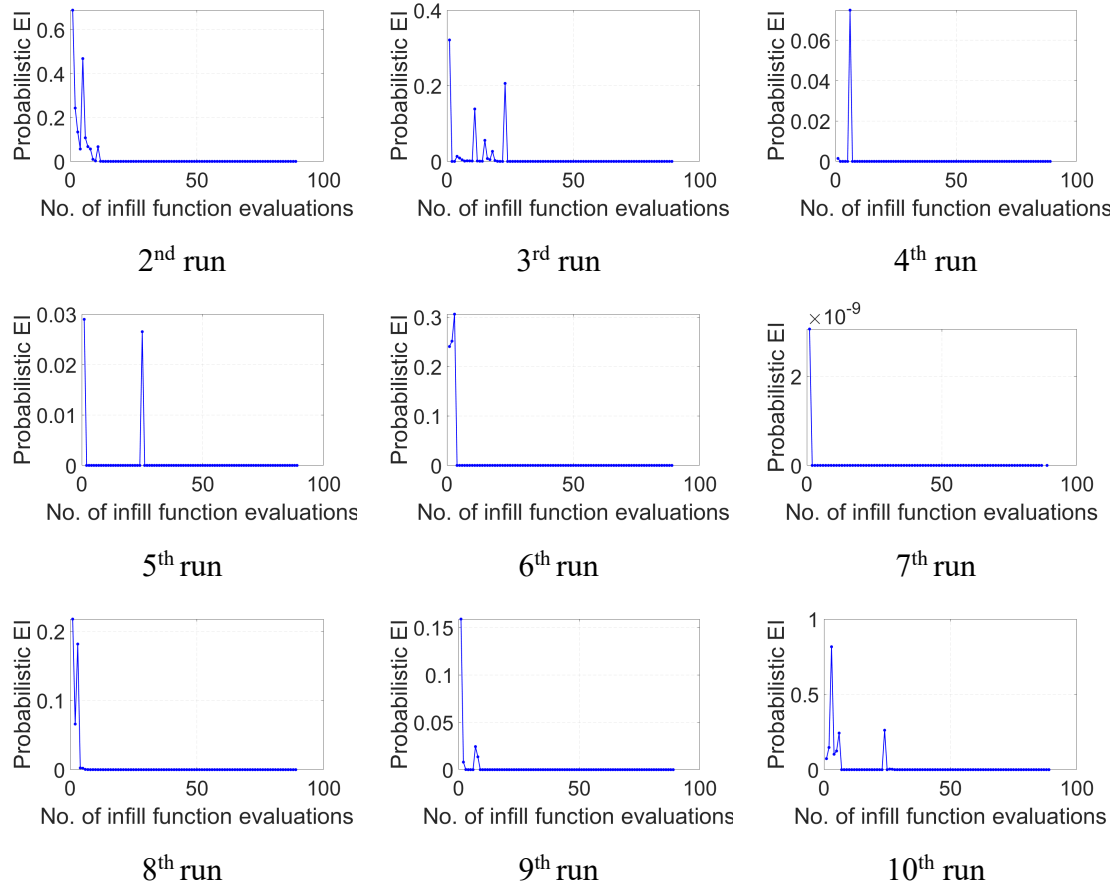 Probabilistic EI
0.6
0.4
0.2
0
0 50 100
No. of infill function evaluations
2nd run
Probabilistic EI
0.4
0.2
0
0 50 100
No. of infill function evaluations
3rd run
Probabilistic EI
0.06
0.04
0.02
0
0 50 100
No. of infill function evaluations
4th run
Probabilistic EI
0.03
0.02
0.01
0
0 50 100
No. of infill function evaluations
5th run
Probabilistic EI
0.3
0.2
0.1
0
0 50 100
No. of infill function evaluations
6th run
Probabilistic EI
×10-9
2
0
0 50 100
No. of infill function evaluations
7th run
Probabilistic EI
0.2
0.1
0
0 50 100
No. of infill function evaluations
8th run
Probabilistic EI
0.15
0.1
0.05
0
0 50 100
No. of infill function evaluations
9th run
Probabilistic EI
1
0.5
0
0 50 100
No. of infill function evaluations
10th run